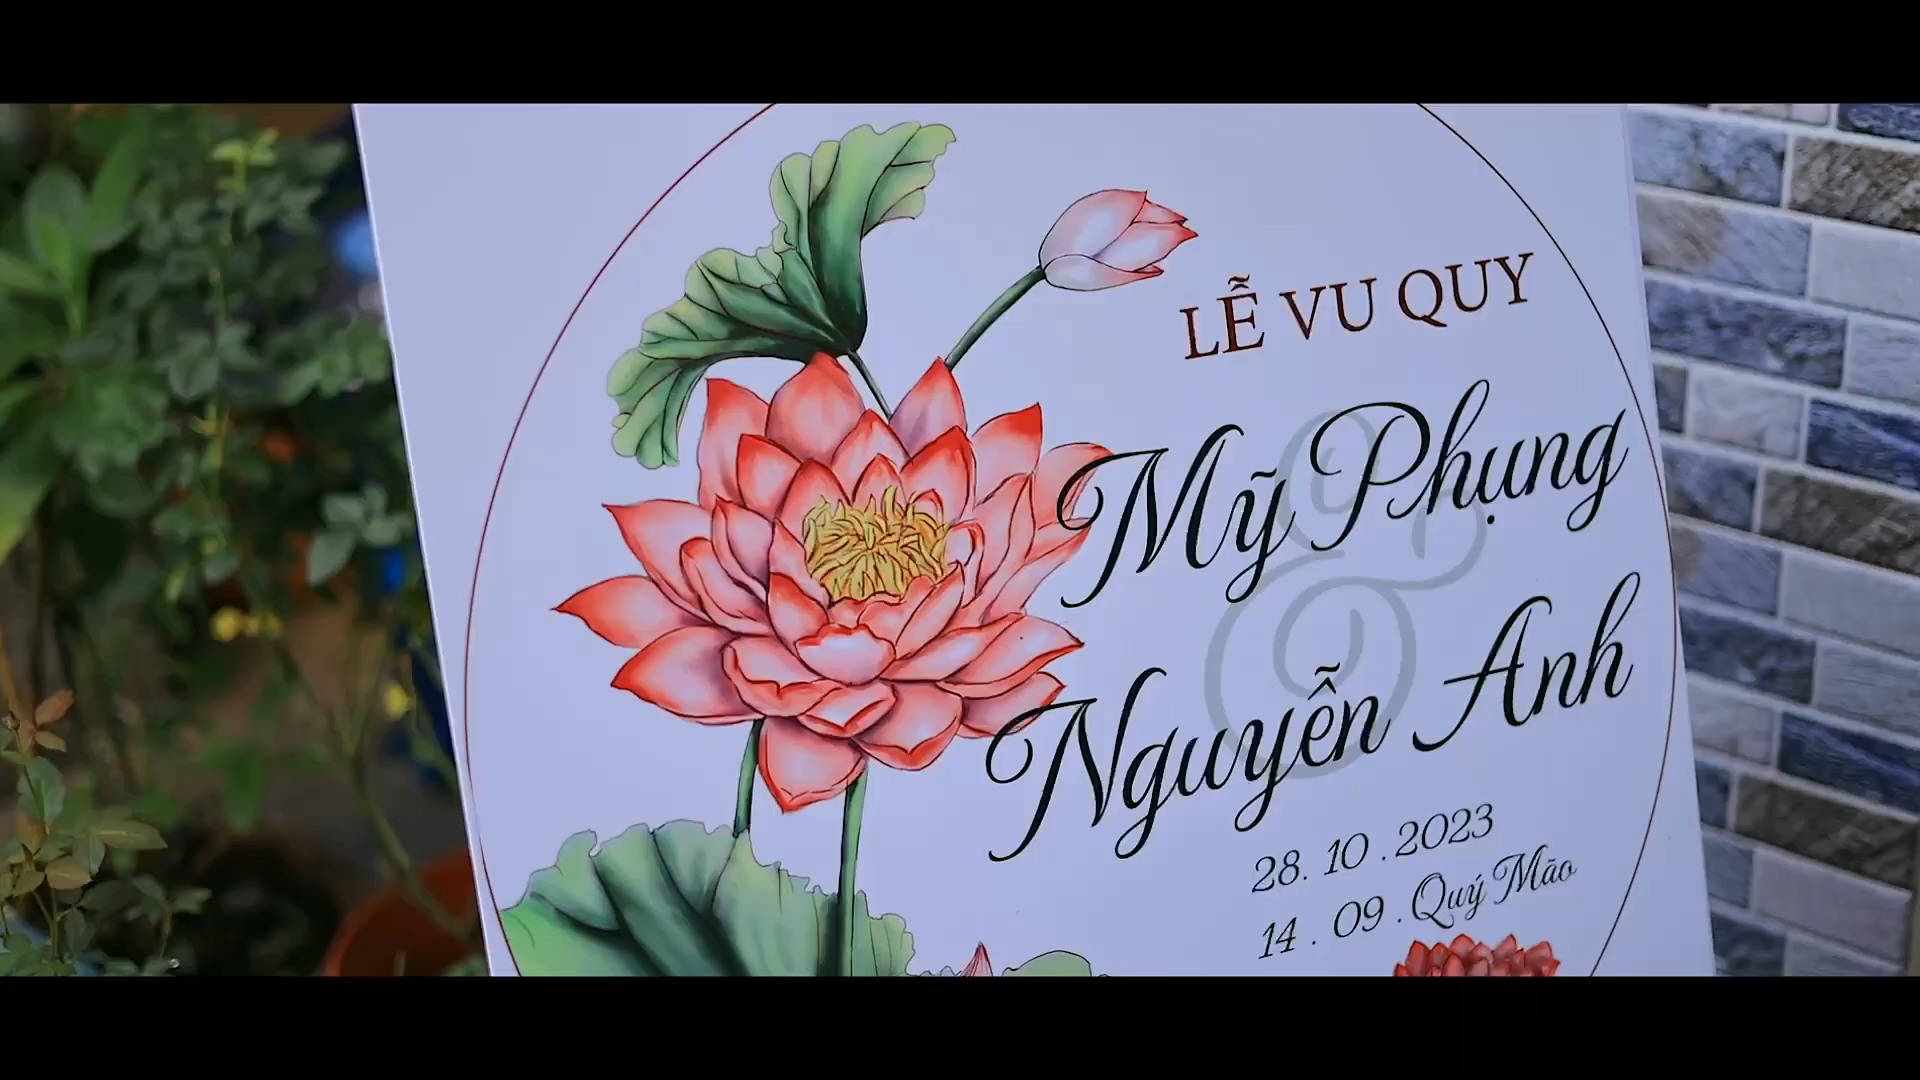 LỄ VU QUY
Mỹ Phụng
&
Nguyễn Anh
28. 10 . 2023
14 . 09 . Quý Mão